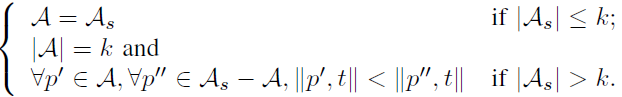 𝒜 = 𝒜ₛ if |𝒜ₛ| ≤ k;
|𝒜| = k and
∀p′ ∈ 𝒜, ∀p″ ∈ 𝒜ₛ − 𝒜, ‖p′, t‖ < ‖p″, t‖ if |𝒜ₛ| > k.